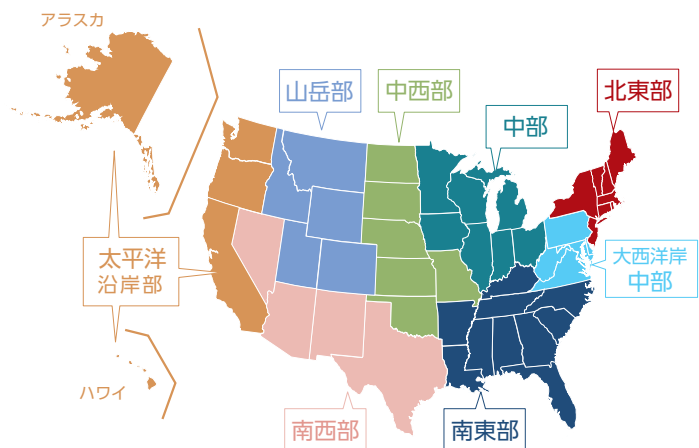 アラスカ
山岳部
中西部
北東部
中部
太平洋
沿岸部
大西洋岸
中部
ハワイ
南西部
南東部